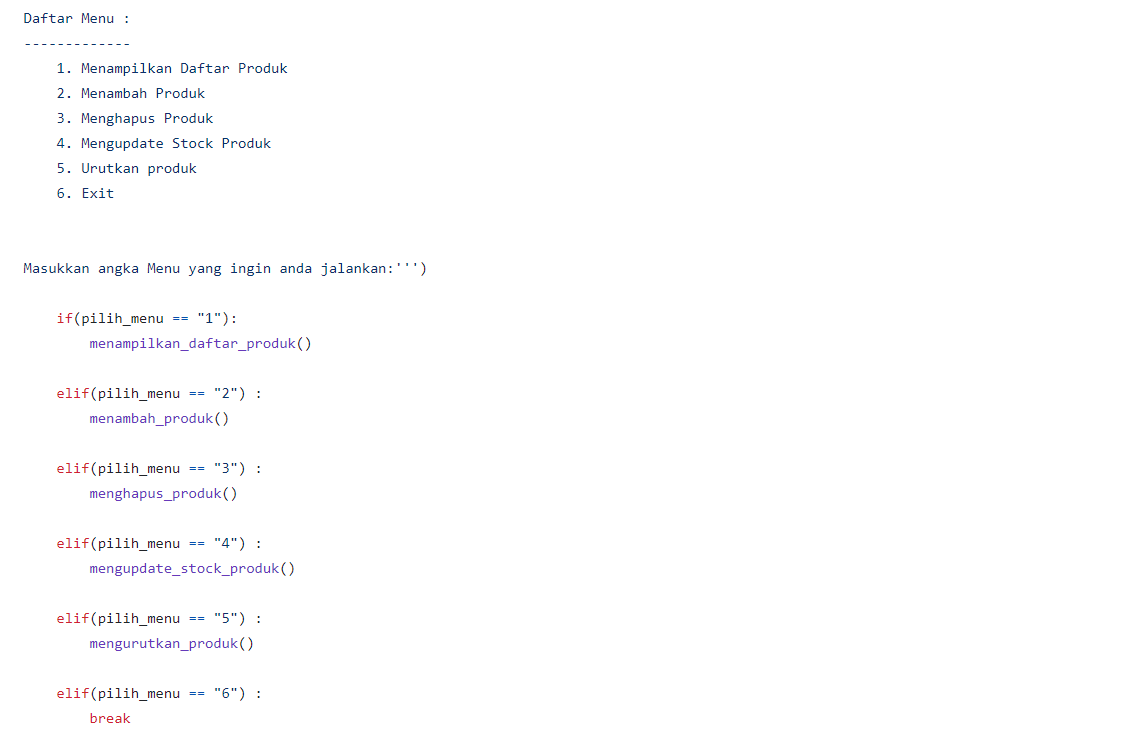 Daftar Menu :
-------------
    1. Menampilkan Daftar Produk
    2. Menambah Produk
    3. Menghapus Produk
    4. Mengupdate Stock Produk
    5. Urutkan produk
    6. Exit
Masukkan angka Menu yang ingin anda jalankan:''')
    if(pilih_menu == "1"):
        menampilkan_daftar_produk()
    elif(pilih_menu == "2") :
        menambah_produk()
    elif(pilih_menu == "3") :
        menghapus_produk()
    elif(pilih_menu == "4") :
        mengupdate_stock_produk()
    elif(pilih_menu == "5") :
        mengurutkan_produk()
    elif(pilih_menu == "6") :
        break